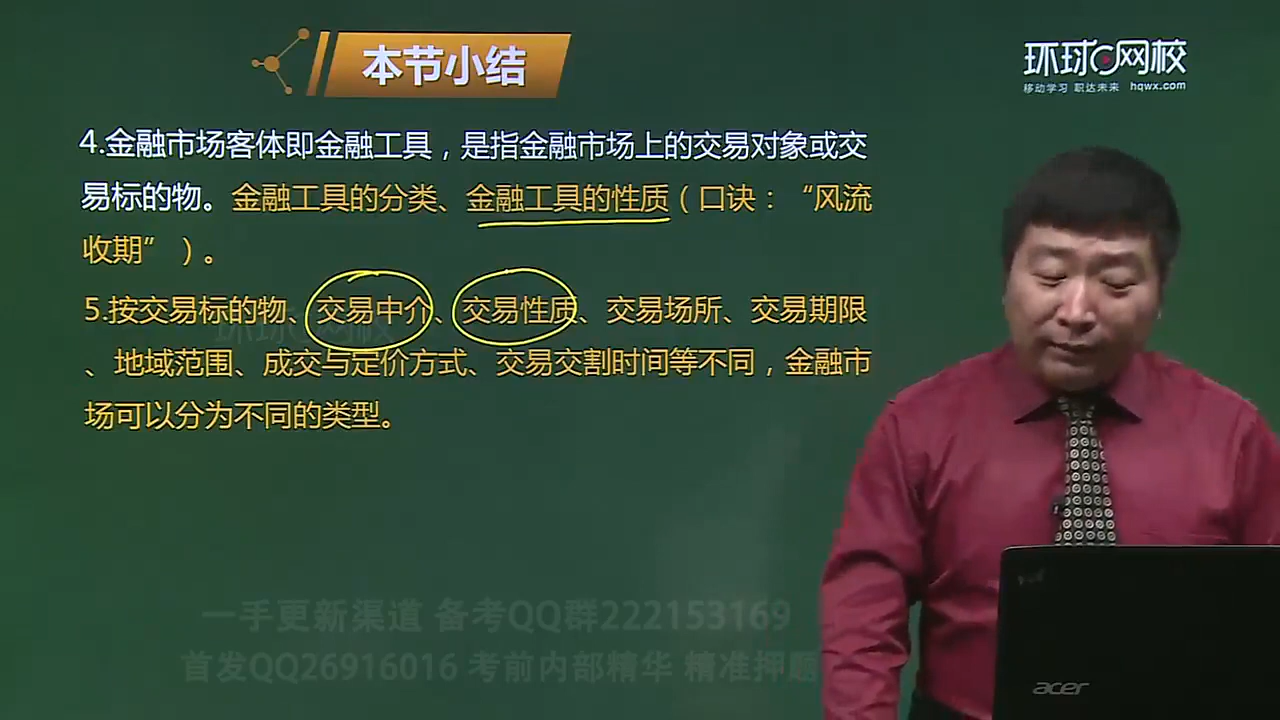 本节小结
环球网校
移动学习 职达未来 hqwx.com
4.金融市场客体即金融工具，是指金融市场上的交易对象或交
易标的物。金融工具的分类、金融工具的性质（口诀：“风流
收期”）。
5.按交易标的物、交易中介、交易性质、交易场所、交易期限
、地域范围、成交与定价方式、交易交割时间等不同，金融市
场可以分为不同的类型。
环球网校
一手更新渠道 备考QQ群222153169
首发QQ26916016 考前内部精华 精准押题
acer